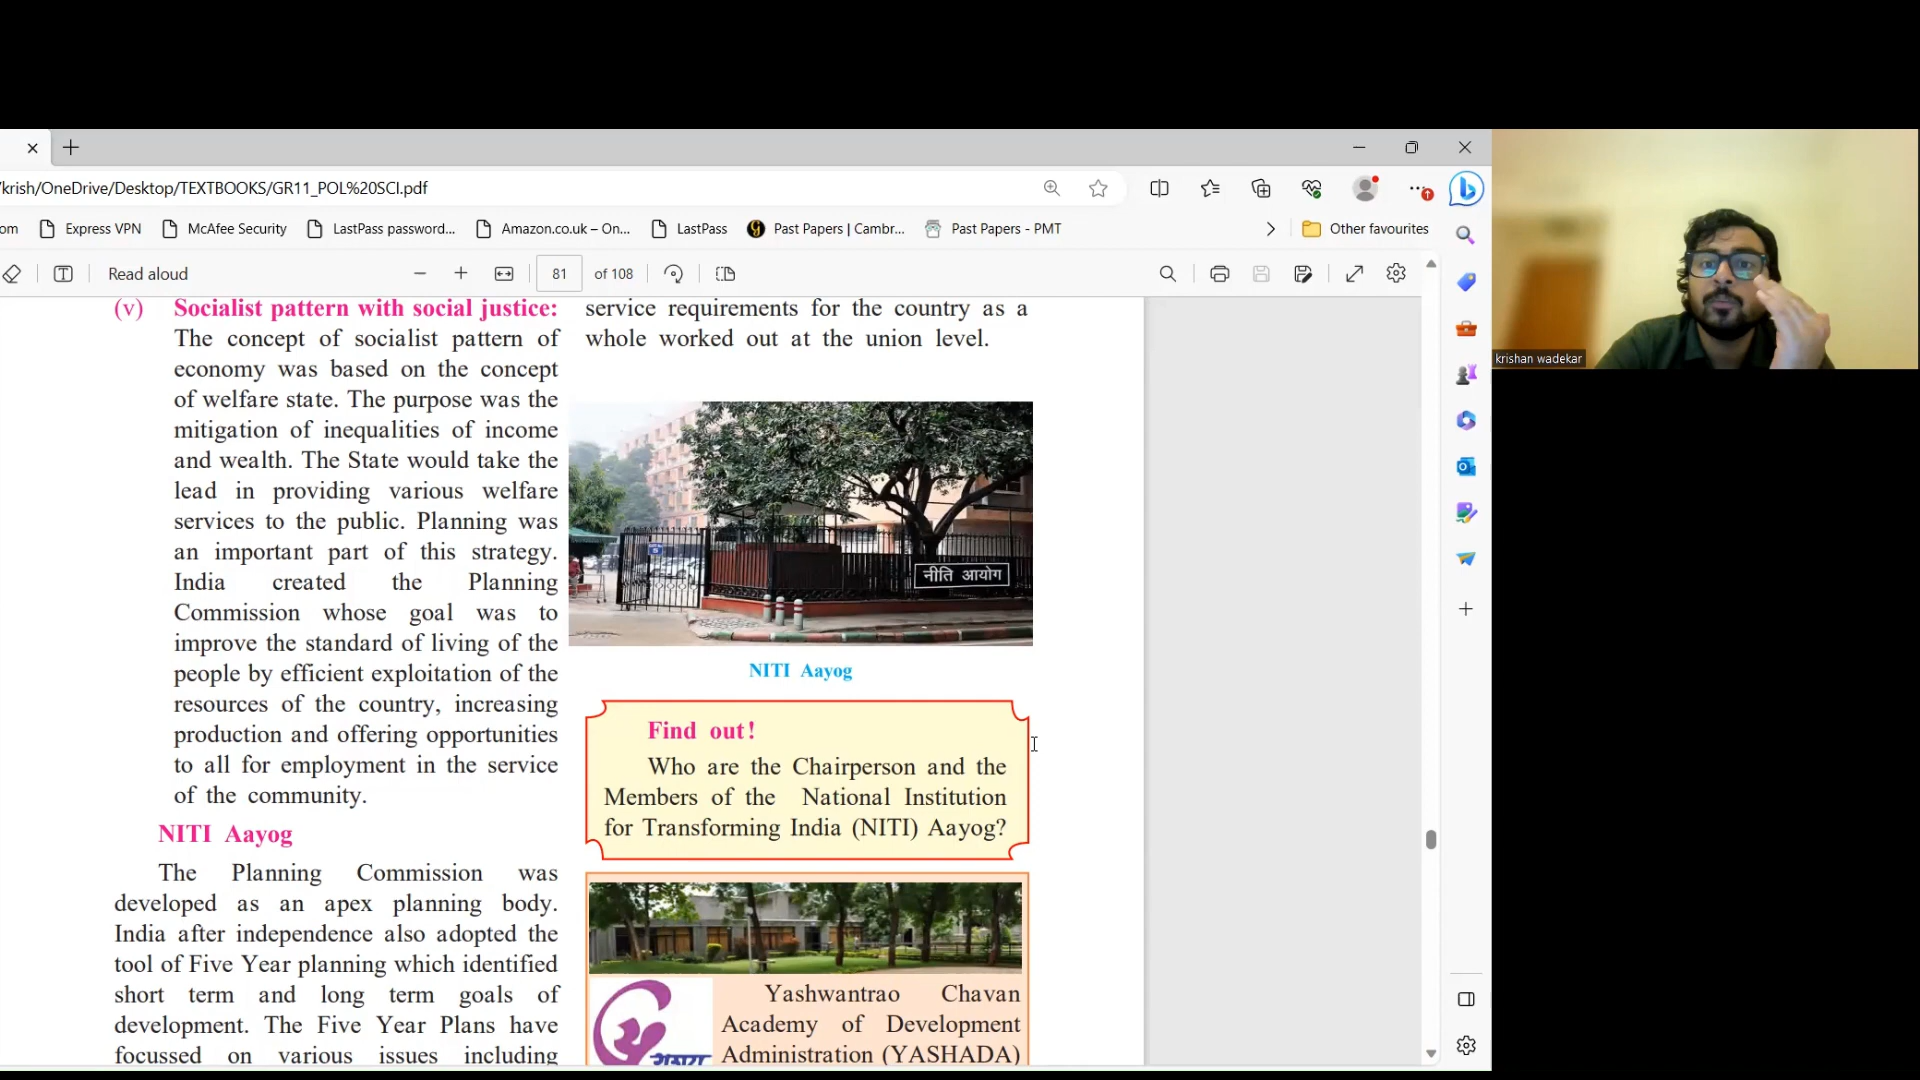 /krish/OneDrive/Desktop/TEXTBOOKS/GR11_POL%20SCI.pdf
om
Express VPN
McAfee Security
LastPass password...
Amazon.co.uk – On...
LastPass
Past Papers | Cambr...
Past Papers - PMT
Other favourites
Read aloud
81
of 108
krishan wadekar
(v) Socialist pattern with social justice:
The concept of socialist pattern of
economy was based on the concept
of welfare state. The purpose was the
mitigation of inequalities of income
and wealth. The State would take the
lead in providing various welfare
services to the public. Planning was
an important part of this strategy.
India created the Planning
Commission whose goal was to
improve the standard of living of the
people by efficient exploitation of the
resources of the country, increasing
production and offering opportunities
to all for employment in the service
of the community.
NITI Aayog
The Planning Commission was
developed as an apex planning body.
India after independence also adopted the
tool of Five Year planning which identified
short term and long term goals of
development. The Five Year Plans have
focussed on various issues including
service requirements for the country as a
whole worked out at the union level.
नीति आयोग
NITI Aayog
Find out!
Who are the Chairperson and the
Members of the National Institution
for Transforming India (NITI) Aayog?
Yashwantrao Chavan
Academy of Development
Administration (YASHADA)
यशदा